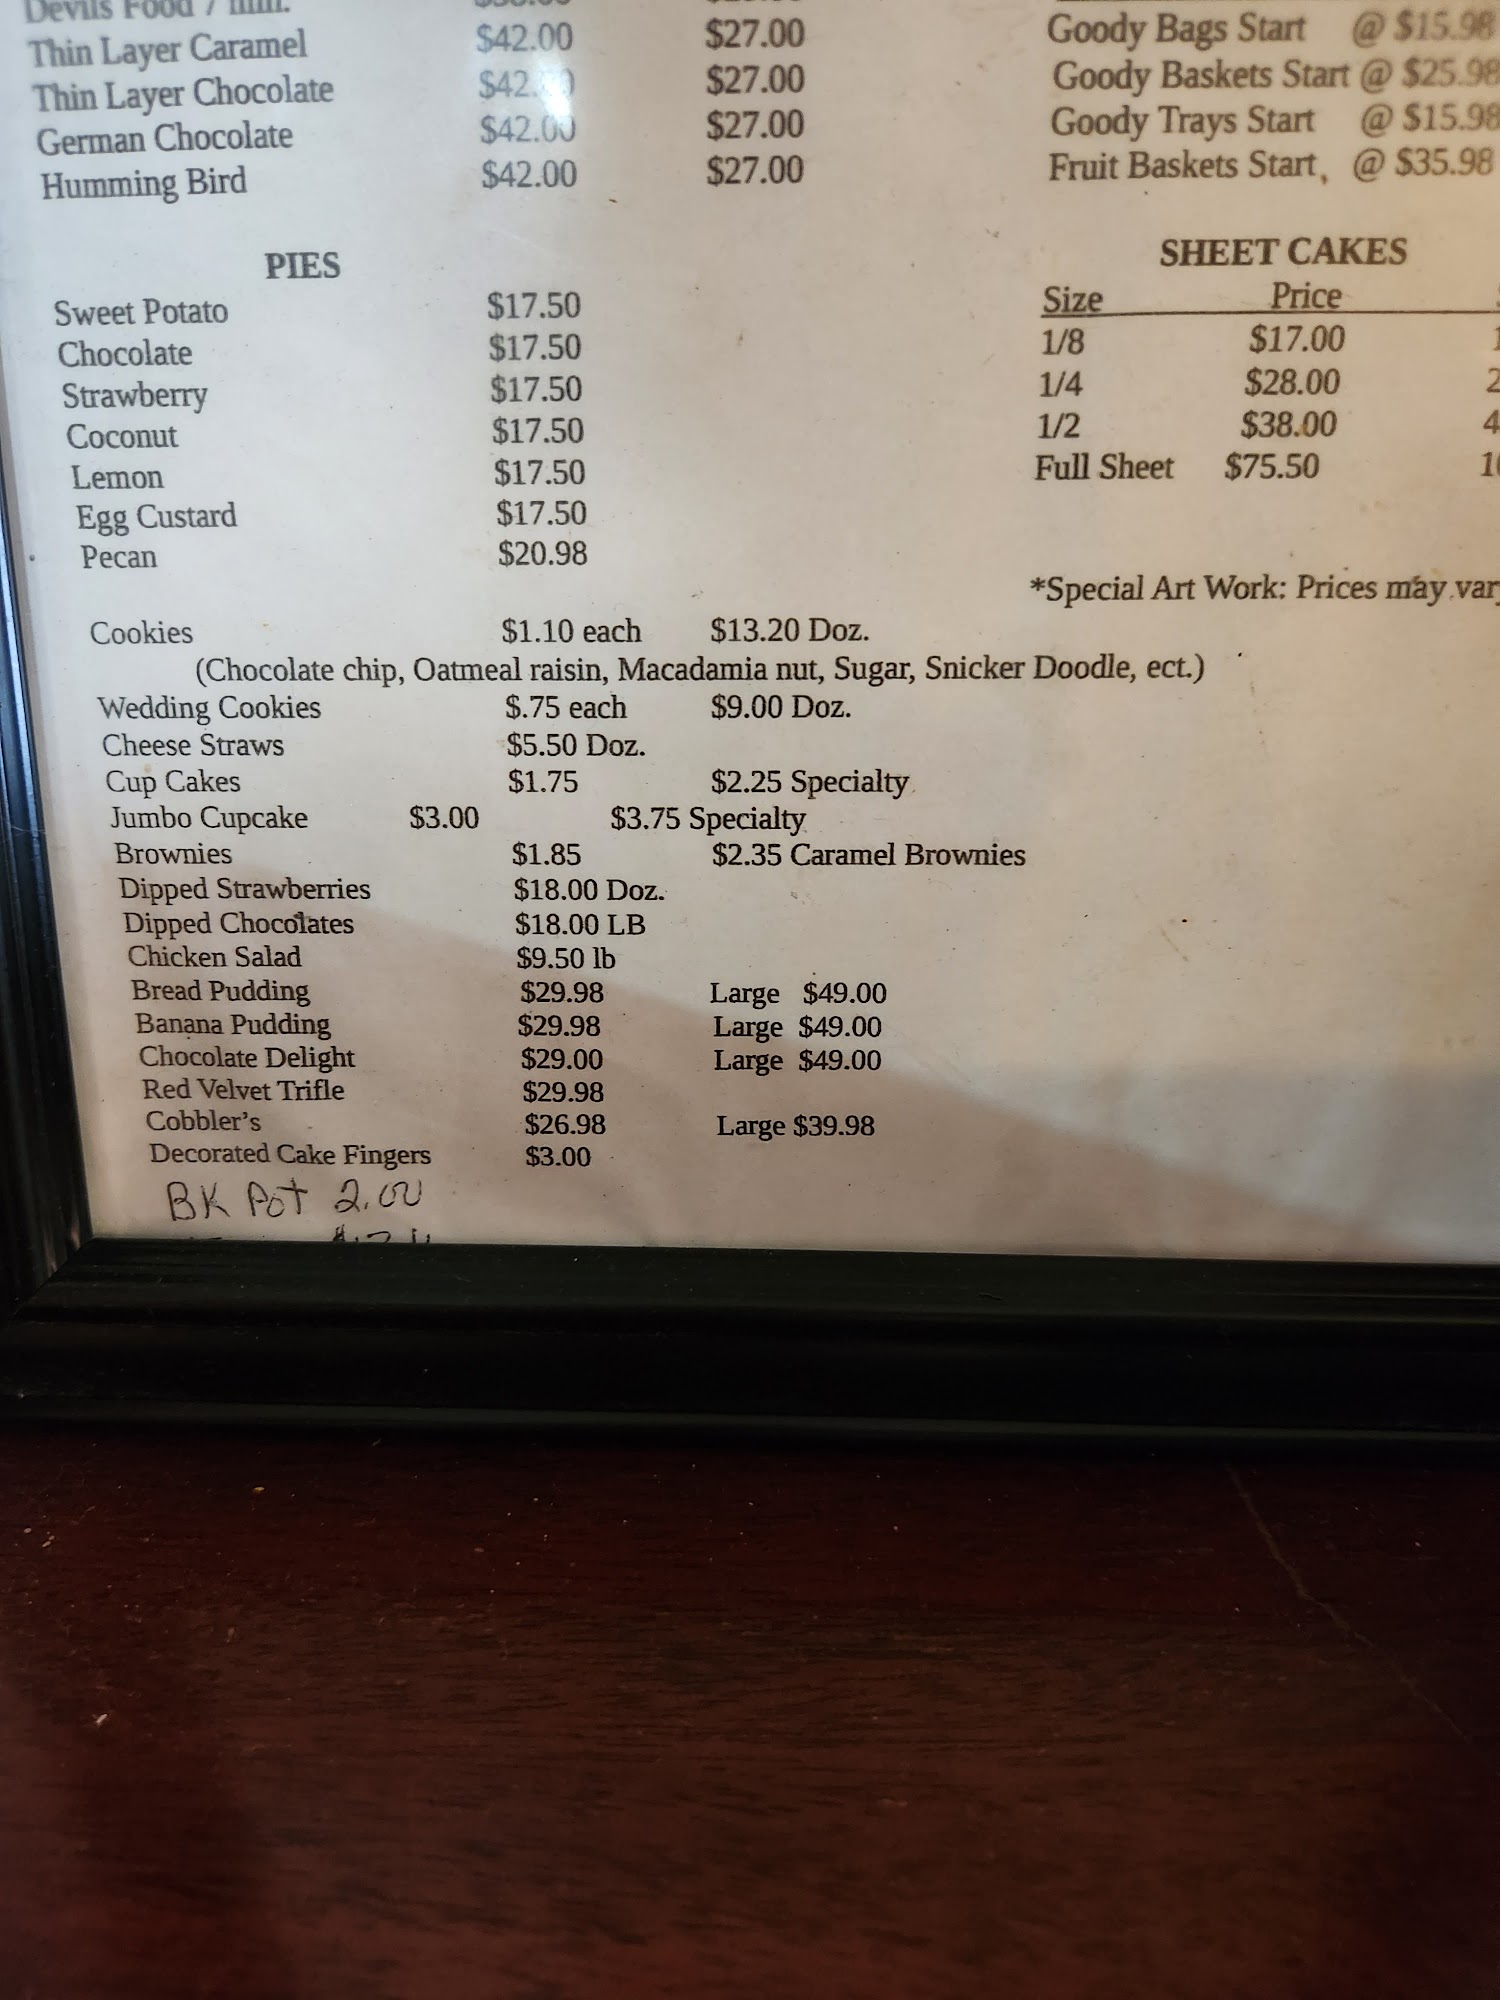 Devils Food 7
Thin Layer Caramel $42.00 $27.00
Thin Layer Chocolate $42. $27.00
German Chocolate $42.00 $27.00
Humming Bird $42.00 $27.00
Goody Bags Start @ $15.98
Goody Baskets Start @ $25.98
Goody Trays Start @ $15.98
Fruit Baskets Start, @ $35.98
PIES
Sweet Potato $17.50
Chocolate $17.50
Strawberry $17.50
Coconut $17.50
Lemon $17.50
Egg Custard $17.50
Pecan $20.98
SHEET CAKES
Size Price
1/8 $17.00
1/4 $28.00
1/2 $38.00
Full Sheet $75.50
*Special Art Work: Prices may vary
Cookies $1.10 each $13.20 Doz.
(Chocolate chip, Oatmeal raisin, Macadamia nut, Sugar, Snicker Doodle, ect.)
Wedding Cookies $.75 each $9.00 Doz.
Cheese Straws $5.50 Doz.
Cup Cakes $1.75 $2.25 Specialty
Jumbo Cupcake $3.00 $3.75 Specialty
Brownies $1.85 $2.35 Caramel Brownies
Dipped Strawberries $18.00 Doz.
Dipped Chocolates $18.00 LB
Chicken Salad $9.50 lb
Bread Pudding $29.98 Large $49.00
Banana Pudding $29.98 Large $49.00
Chocolate Delight $29.00 Large $49.00
Red Velvet Trifle $29.98
Cobbler's $26.98 Large $39.98
Decorated Cake Fingers $3.00
BK Pot 2.00